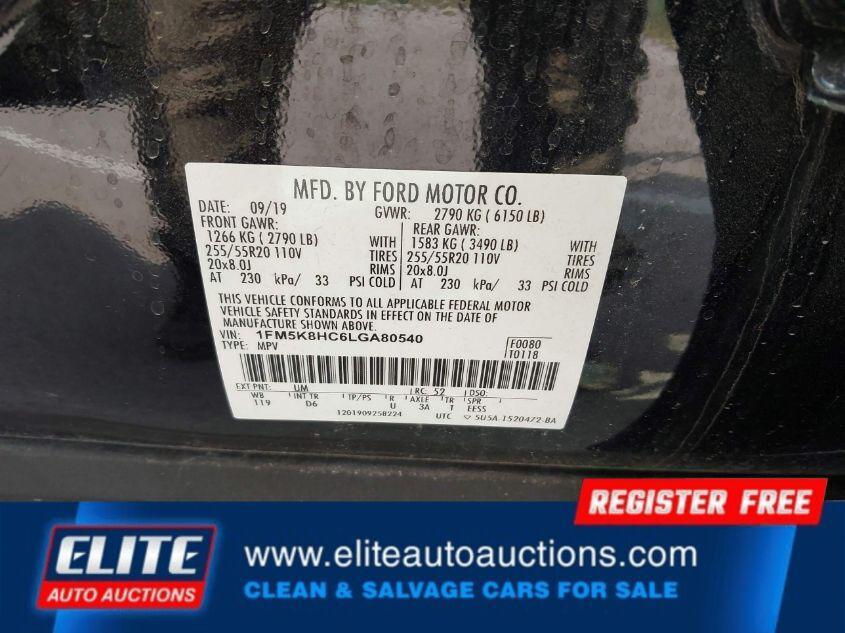 MFD. BY FORD MOTOR CO.
DATE: 09/19 GVWR: 2790 KG ( 6150 LB)
FRONT GAWR: REAR GAWR:
1266 KG ( 2790 LB) WITH 1583 KG ( 3490 LB) WITH
255/55R20 110V TIRES 255/55R20 110V TIRES
20x8.0J RIMS 20x8.0J RIMS
AT 230 kPa/ 33 PSI COLD AT 230 kPa/ 33 PSI COLD
THIS VEHICLE CONFORMS TO ALL APPLICABLE FEDERAL MOTOR
VEHICLE SAFETY STANDARDS IN EFFECT ON THE DATE OF
MANUFACTURE SHOWN ABOVE.
VIN: 1FM5K8HC6LGA80540 F0080
TYPE: MPV T0118
EXT PNT: UM RC: 52 DSO:
WB INT TR TP/PS R AXLE TR SPR
119 D6 U 3A T EESS
1201909258224 UTC 5U5A-1520472-BA
REGISTER FREE
ELITE
AUTO AUCTIONS
www.eliteautoauctions.com
CLEAN & SALVAGE CARS FOR SALE